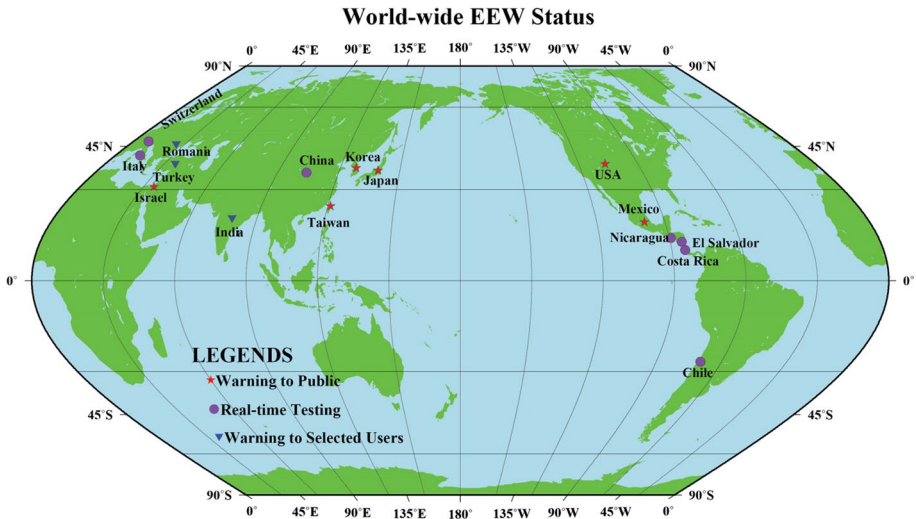 World-wide EEW Status
0° 45°E 90°E 135°E 180° 135°W 90°W 45°W 0°
90°N 90°N
Switzerland
45°N 45°N
Romania
Italy
Turkey
Israel
China
Korea
Japan
USA
Taiwan
India
Mexico
Nicaragua
El Salvador
Costa Rica
0° 0°
LEGENDS
Warning to Public
Chile
Real-time Testing
45°S 45°S
Warning to Selected Users
90°S 90°S
0° 45°E 90°E 135°E 180° 135°W 90°W 45°W 0°